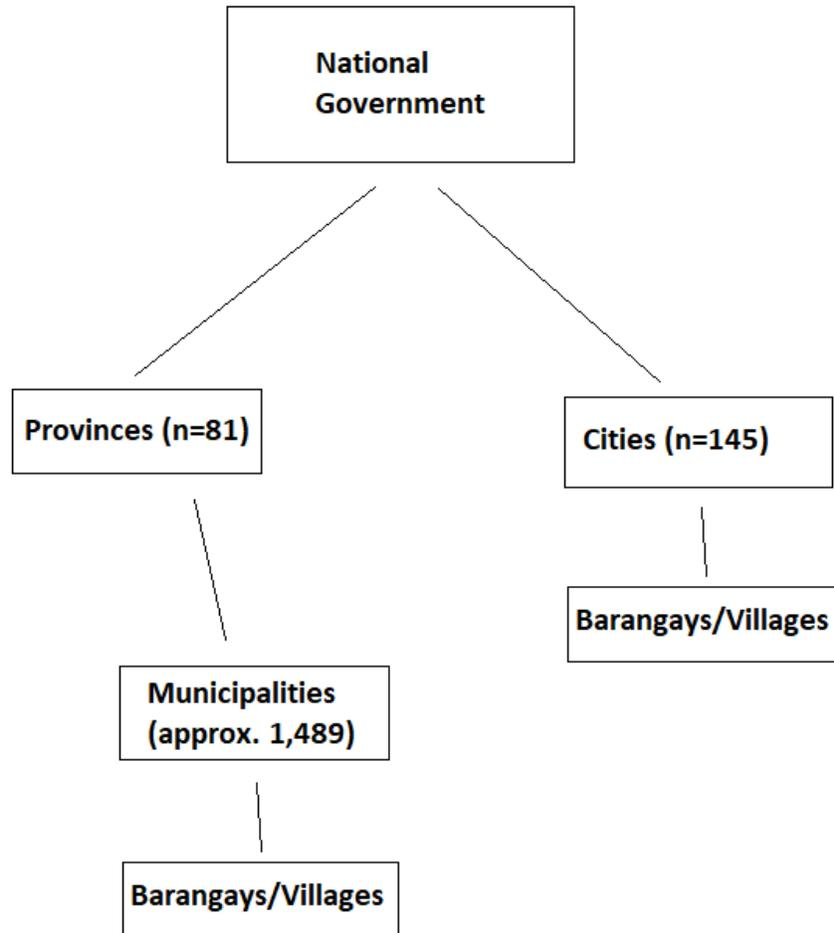 National
Government
Provinces (n=81)
Cities (n=145)
Barangays/Villages
Municipalities
(approx. 1,489)
Barangays/Villages